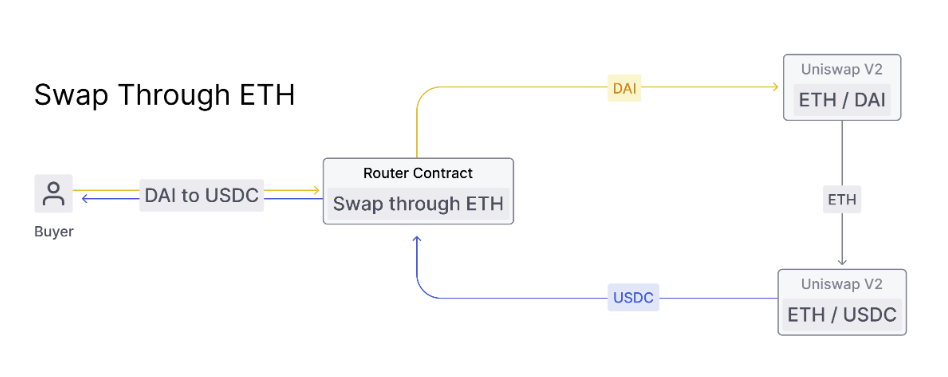 Swap Through ETH
Uniswap V2
ETH / DAI
DAI
Router Contract
Swap through ETH
DAI to USDC
Buyer
ETH
USDC
Uniswap V2
ETH / USDC